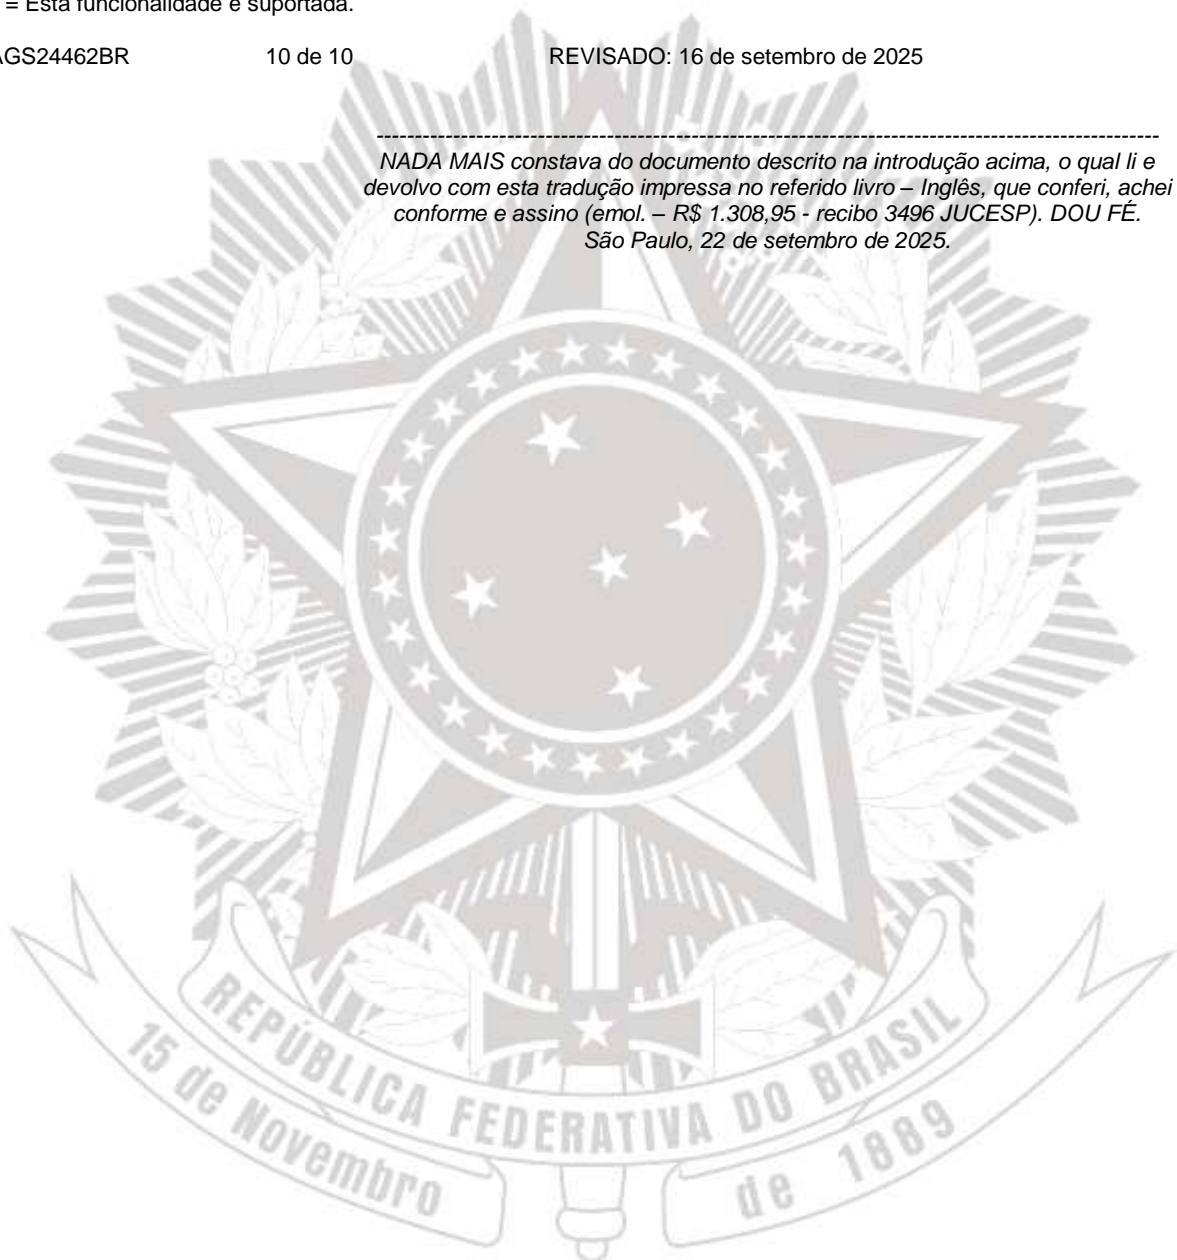 = Esta funcionalidade é suportada.
AGS24462BR 10 de 10 REVISADO: 16 de setembro de 2025
----------------------------------------------------------------------------------------------------
NADA MAIS constava do documento descrito na introdução acima, o qual li e
devolvo com esta tradução impressa no referido livro – Inglês, que conferi, achei
conforme e assino (emol. – R$ 1.308,95 - recibo 3496 JUCESP). DOU FÉ.
São Paulo, 22 de setembro de 2025.
REPÚBLICA FEDERATIVA DO BRASIL
15 de Novembro de 1889